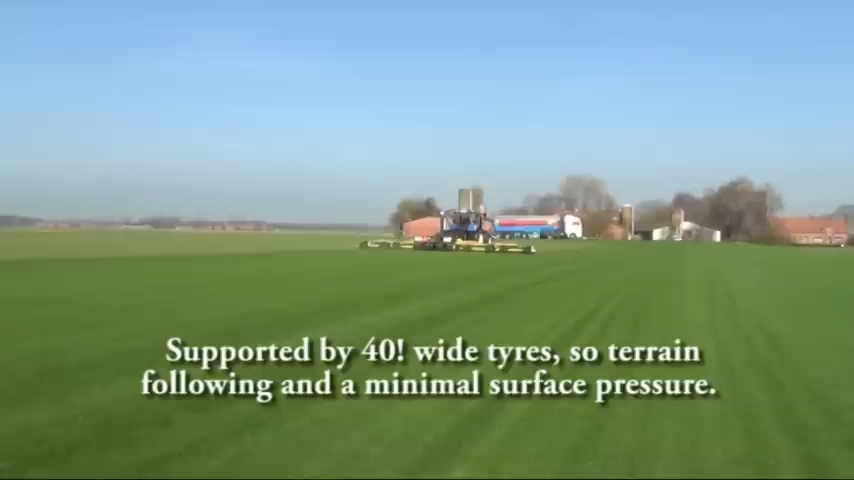 Supported by 40! wide tyres, so terrain
following and a minimal surface pressure.